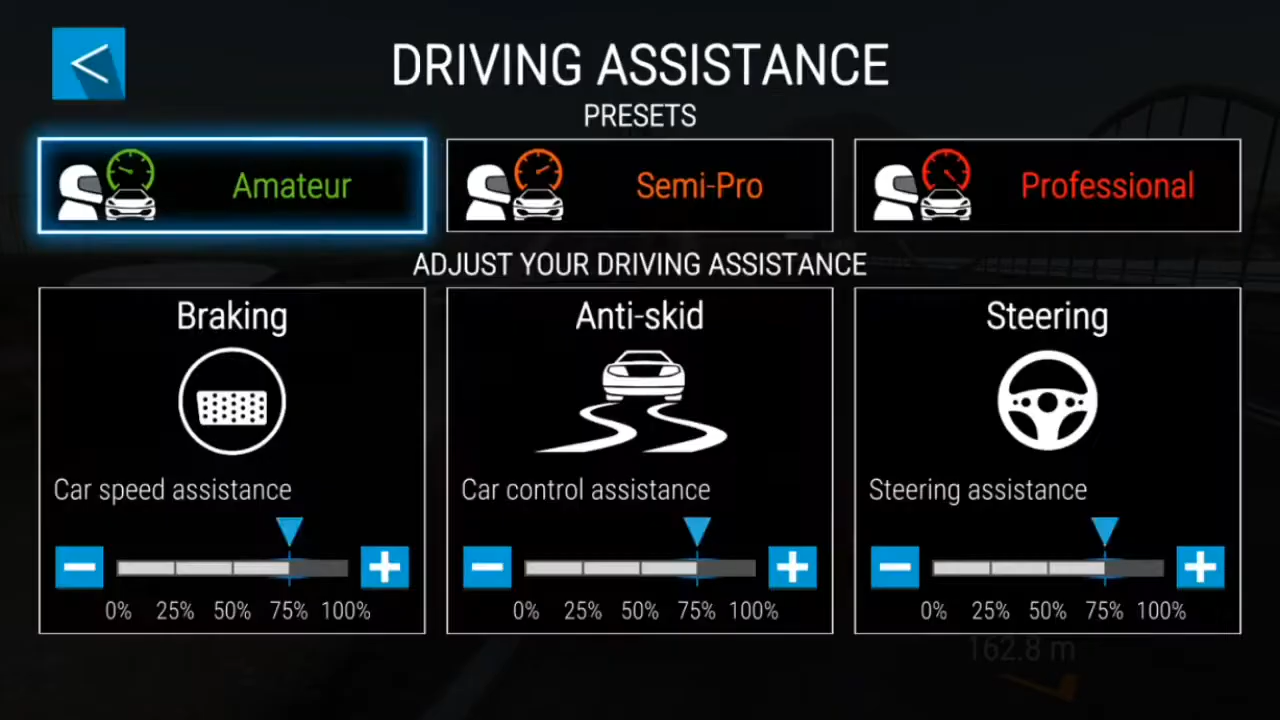 DRIVING ASSISTANCE
PRESETS
Amateur
Semi-Pro
Professional
ADJUST YOUR DRIVING ASSISTANCE
Braking
Car speed assistance
0% 25% 50% 75% 100%
Anti-skid
Car control assistance
0% 25% 50% 75% 100%
Steering
Steering assistance
0% 25% 50% 75% 100%
162.8 m